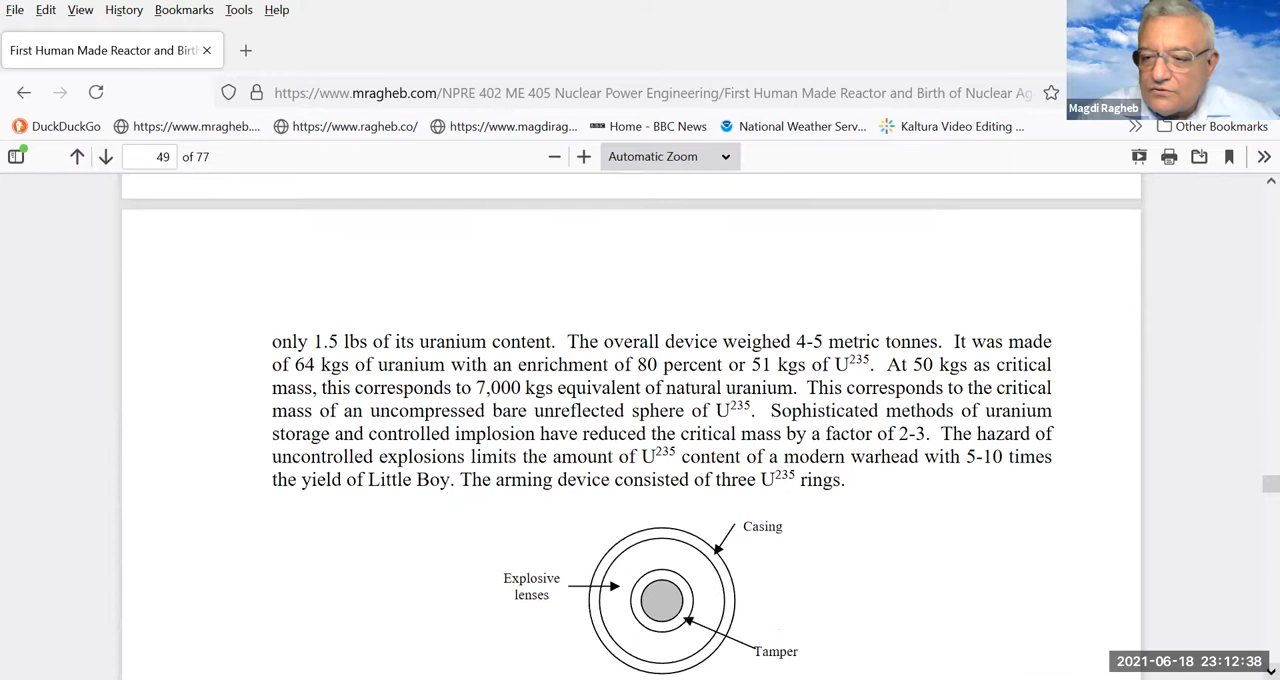 File Edit View History Bookmarks Tools Help
First Human Made Reactor and Birt
https://www.mragheb.com/NPRE 402 ME 405 Nuclear Power Engineering/First Human Made Reactor and Birth of Nuclear Ag
Magdi Ragheb
DuckDuckGo https://www.mragheb.... https://www.ragheb.co/ https://www.magdirag... Home - BBC News National Weather Serv... Kaltura Video Editing ... Other Bookmarks
49 of 77 Automatic Zoom
only 1.5 lbs of its uranium content. The overall device weighed 4-5 metric tonnes. It was made
of 64 kgs of uranium with an enrichment of 80 percent or 51 kgs of U235. At 50 kgs as critical
mass, this corresponds to 7,000 kgs equivalent of natural uranium. This corresponds to the critical
mass of an uncompressed bare unreflected sphere of U235. Sophisticated methods of uranium
storage and controlled implosion have reduced the critical mass by a factor of 2-3. The hazard of
uncontrolled explosions limits the amount of U235 content of a modern warhead with 5-10 times
the yield of Little Boy. The arming device consisted of three U235 rings.
Casing
Explosive
lenses
Tamper
2021-06-18 23:12:38